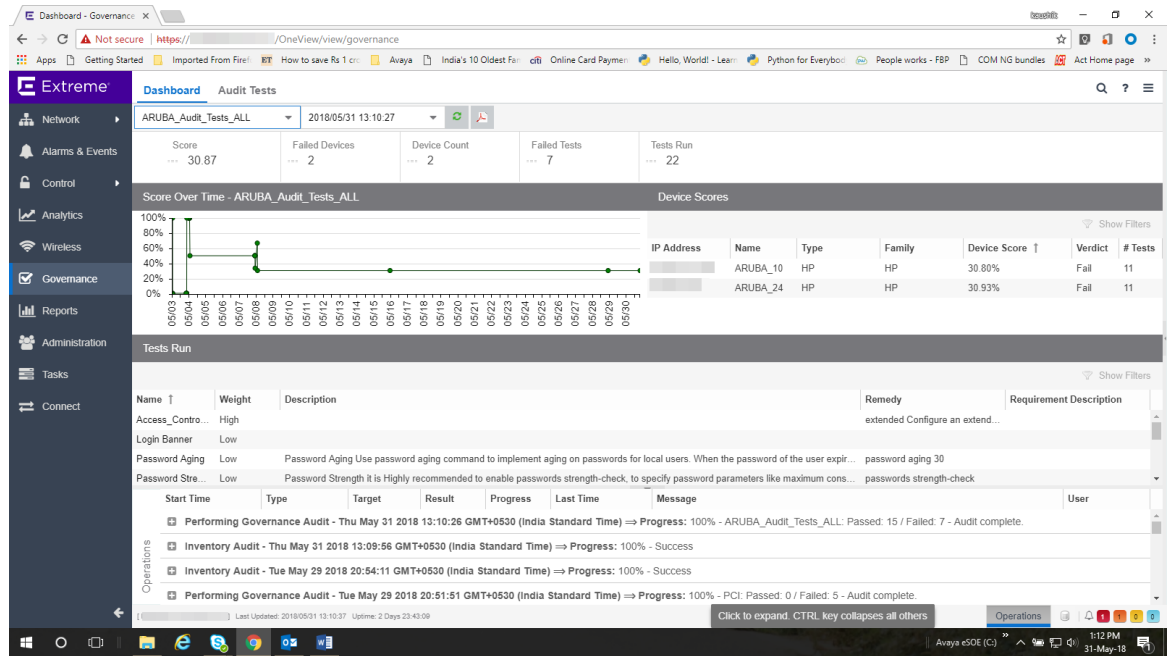 Dashboard - Governance
kaushik
Not secure | https:// /OneView/view/governance
Apps Getting Started Imported From Firef ET How to save Rs 1 crc Avaya India's 10 Oldest Fan citi Online Card Paymen Hello, World! - Learn Python for Everybod People works - FBP COM NG bundles Act Home page »
Extreme
Dashboard Audit Tests
Network
Alarms & Events
Control
Analytics
Wireless
Governance
Reports
Administration
Tasks
Connect
ARUBA_Audit_Tests_ALL 2018/05/31 13:10:27
Score Failed Devices Device Count Failed Tests Tests Run
--- 30.87 --- 2 --- 2 --- 7 --- 22
Score Over Time - ARUBA_Audit_Tests_ALL
100%
80%
60%
40%
20%
0%
05/03 05/04 05/05 05/06 05/07 05/08 05/09 05/10 05/11 05/12 05/13 05/14 05/15 05/16 05/17 05/18 05/19 05/20 05/21 05/22 05/23 05/24 05/25 05/26 05/27 05/28 05/29 05/30
Device Scores
Show Filters
IP Address Name Type Family Device Score ↑ Verdict # Tests
ARUBA_10 HP HP 30.80% Fail 11
ARUBA_24 HP HP 30.93% Fail 11
Tests Run
Show Filters
Name ↑ Weight Description Remedy Requirement Description
Access_Contro... High extended Configure an extend...
Login Banner Low
Password Aging Low Password Aging Use password aging command to implement aging on passwords for local users. When the password of the user expir... password aging 30
Password Stre... Low Password Strength it is Highly recommended to enable passwords strength-check, to specify password parameters like maximum cons... passwords strength-check
Operations
Start Time Type Target Result Progress Last Time Message User
Performing Governance Audit - Thu May 31 2018 13:10:26 GMT+0530 (India Standard Time) ⇒ Progress: 100% - ARUBA_Audit_Tests_ALL: Passed: 15 / Failed: 7 - Audit complete.
Inventory Audit - Thu May 31 2018 13:09:56 GMT+0530 (India Standard Time) ⇒ Progress: 100% - Success
Inventory Audit - Tue May 29 2018 20:54:11 GMT+0530 (India Standard Time) ⇒ Progress: 100% - Success
Performing Governance Audit - Tue May 29 2018 20:51:51 GMT+0530 (India Standard Time) ⇒ Progress: 100% - PCI: Passed: 0 / Failed: 5 - Audit complete.
[ ] Last Updated: 2018/05/31 13:10:37 Uptime: 2 Days 23:43:09
Click to expand. CTRL key collapses all others
Operations 1 1 0 0
Avaya eSOE (C:) »
1:12 PM
31-May-18